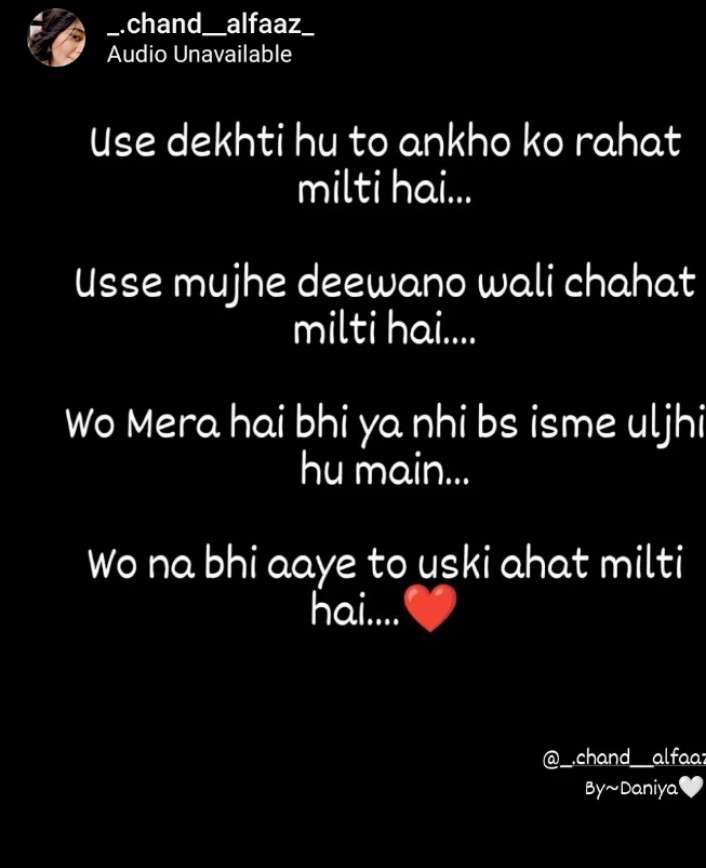 _.chand__alfaaz_
Audio Unavailable
Use dekhti hu to ankho ko rahat
milti hai...
Usse mujhe deewano wali chahat
milti hai....
Wo Mera hai bhi ya nhi bs isme uljhi
hu main...
Wo na bhi aaye to uski ahat milti
hai....❤️
@_.chand__alfaaz
By~Daniya🤍